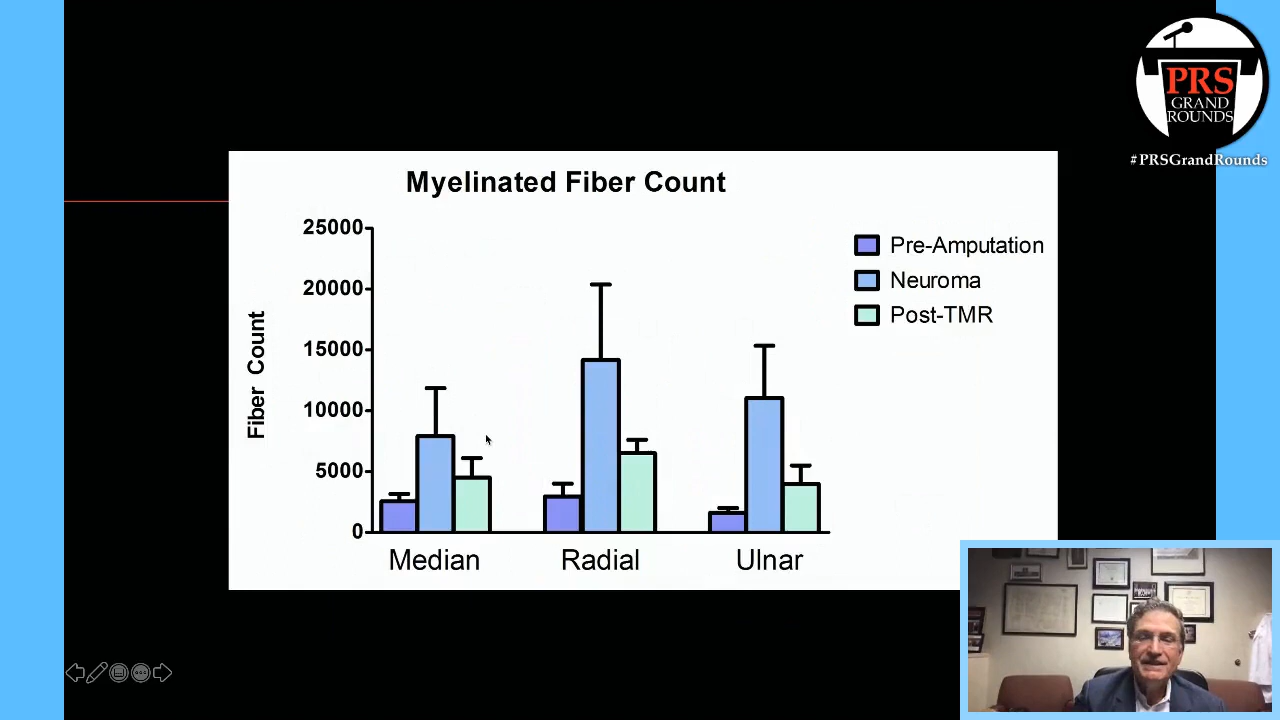 PRS
GRAND
ROUNDS
#PRSGrandRounds
Myelinated Fiber Count
25000
20000
15000
10000
5000
0
Fiber Count
Median
Radial
Ulnar
Pre-Amputation
Neuroma
Post-TMR